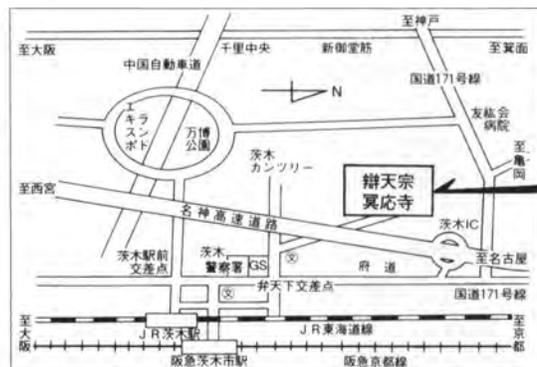 至神戸
至大阪
千里中央
新御堂筋
至箕面
中国自動車道
国道171号線
N
エキスポランド
万博公園
友紘会
病院
茨木
カンツリー
至亀岡
辯天宗
冥応寺
至西宮
名神高速道路
茨木IC
茨木駅前
交差点
茨木
警察署
GS
文
府道
至名古屋
文
弁天下交差点
国道171号線
至大阪
JR茨木駅
JR東海道線
至京都
阪急茨木市駅
阪急京都線